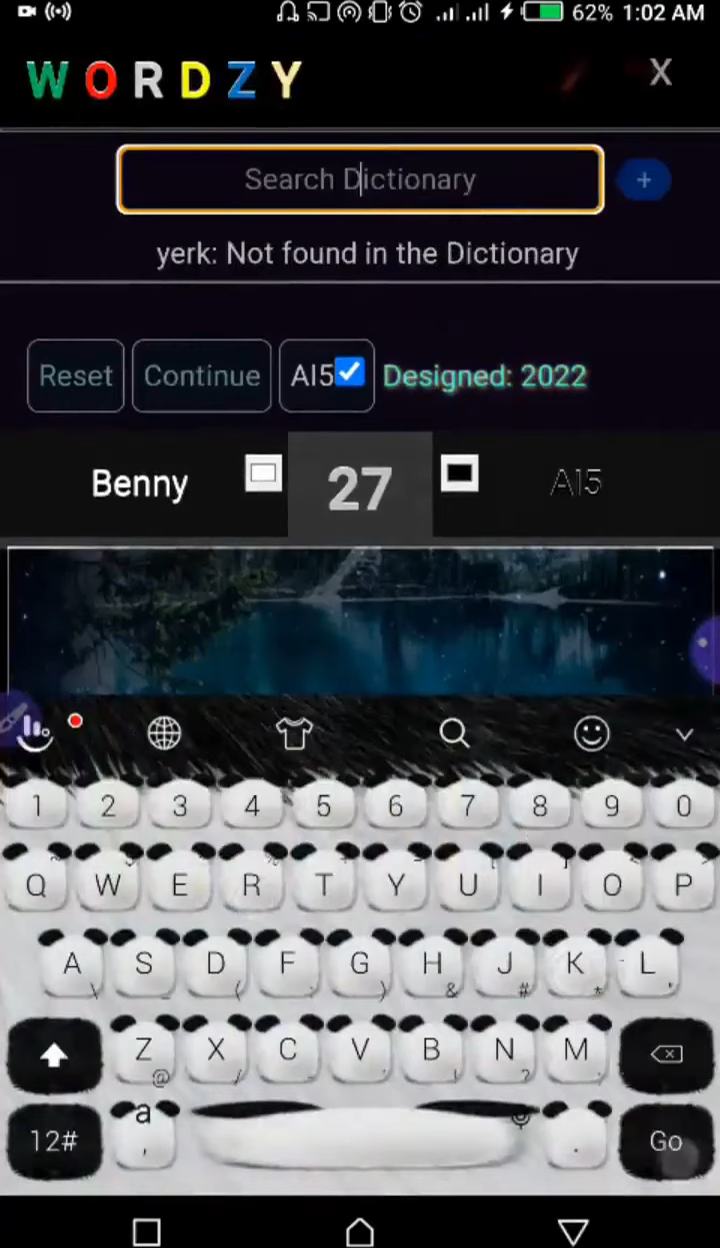 62% 1:02 AM
WORDZY X
Search Dictionary +
yerk: Not found in the Dictionary
Reset Continue AI5 Designed: 2022
Benny 27 AI5
1 2 3 4 5 6 7 8 9 0
Q W E R T Y U I O P
A S D F G H J K L
\ _ ( : ) & # * '
Z X C V B N M
@ / ! ?
12# a , . Go